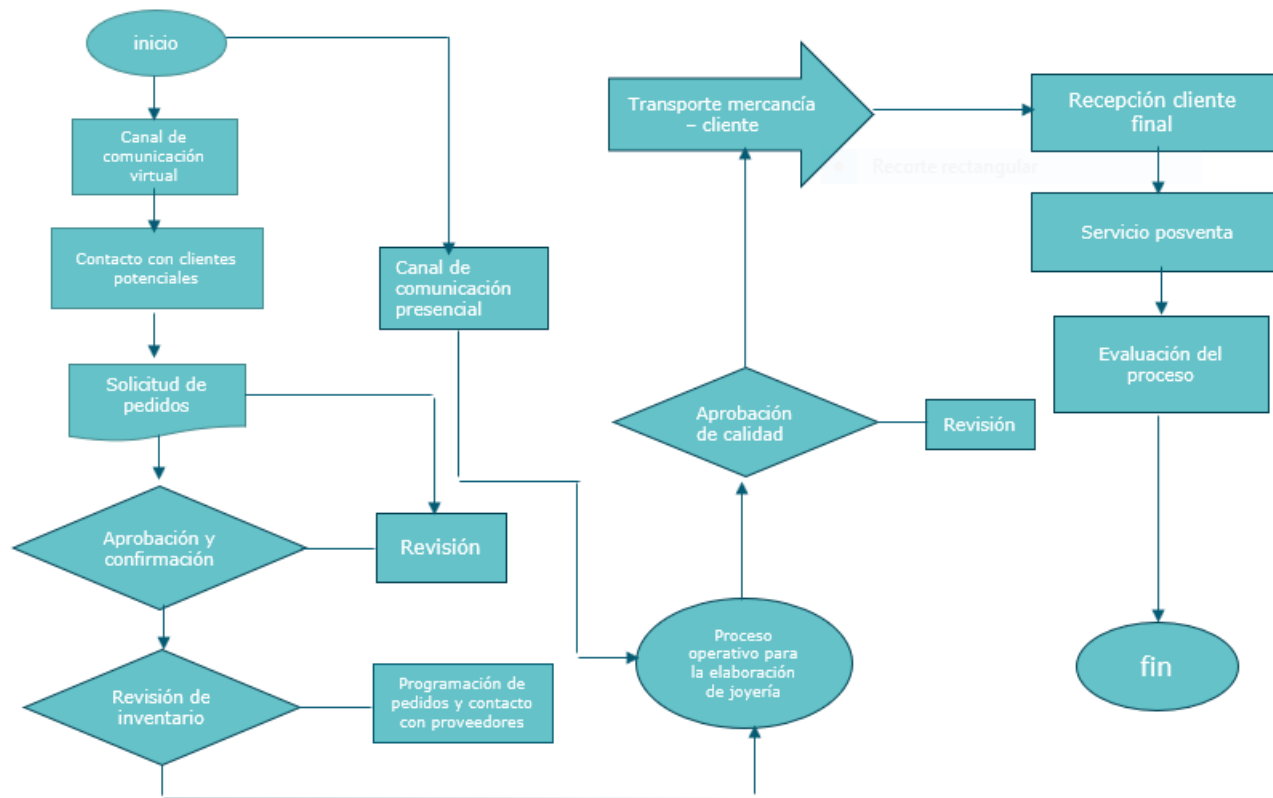 inicio
Canal de
comunicación
virtual
Contacto con clientes
potenciales
Solicitud de
pedidos
Aprobación y
confirmación
Revisión
Revisión de
inventario
Programación de
pedidos y contacto
con proveedores
Canal de
comunicación
presencial
Proceso
operativo para
la elaboración
de joyería
Aprobación
de calidad
Revisión
Transporte mercancía
– cliente
Recorte rectangular
Recepción cliente
final
Servicio posventa
Evaluación del
proceso
fin